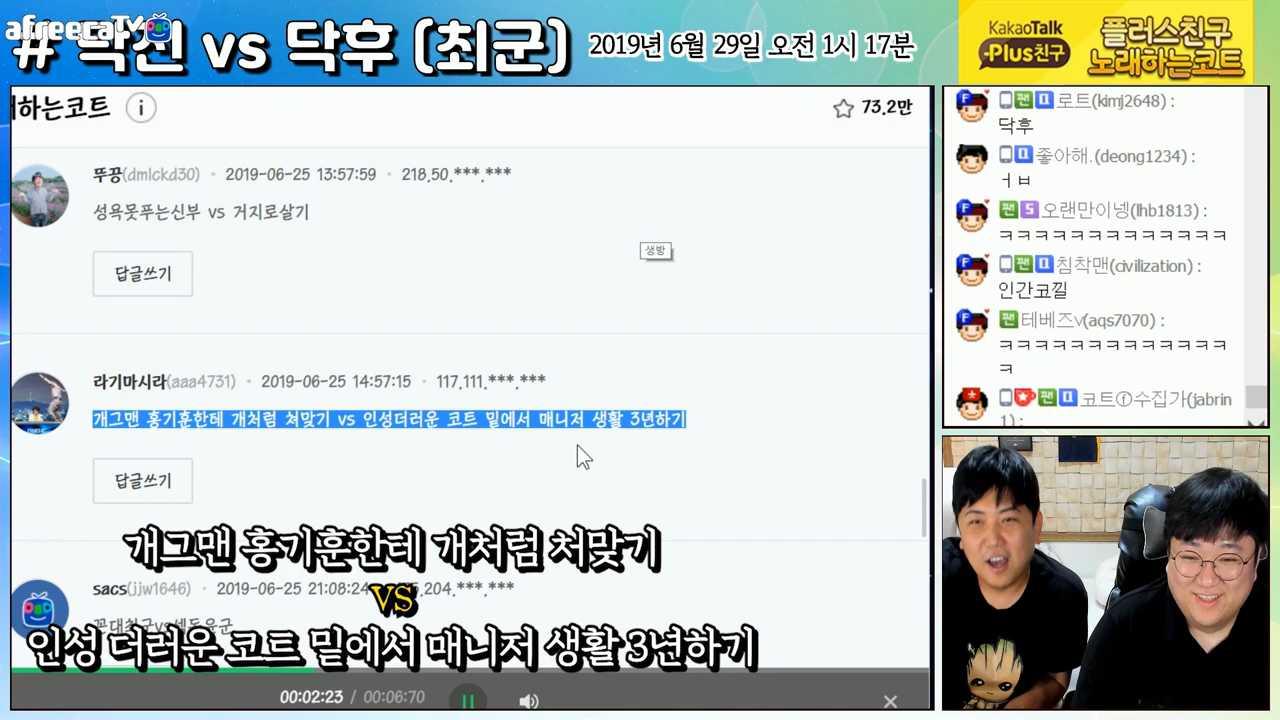 afreecaTV
# 닥신 vs 닥후 (최군)
2019년 6월 29일 오전 1시 17분
KakaoTalk
Plus친구
플러스친구
노래하는코트
하는코트
73.2만
뚜끙(dmlckd30) · 2019-06-25 13:57:59 · 218.50.***.***
성욕못푸는신부 vs 거지로살기
생방
답글쓰기
라기마시라(aaa4731) · 2019-06-25 14:57:15 · 117.111.***.***
개그맨 홍기훈한테 개처럼 쳐맞기 vs 인성더러운 코트 밑에서 매니저 생활 3년하기
답글쓰기
개그맨 홍기훈한테 개처럼 처맞기
sacs(jjw1646) · 2019-06-25 21:08:24 .204.***.***
VS
인성 더러운 코트 밑에서 매니저 생활 3년하기
00:02:23 / 00:06:70
로트(kimj2648) :
닥후
좋아해.(deong1234) :
ㅓㅂ
오랜만이넹(lhb1813) :
ㅋㅋㅋㅋㅋㅋㅋㅋㅋㅋㅋㅋㅋ
침착맨(civilization) :
인간코낄
테베즈v(aqs7070) :
ㅋㅋㅋㅋㅋㅋㅋㅋㅋㅋㅋㅋㅋ
ㅋ
코트ⓕ수집가(jabrin
1) :